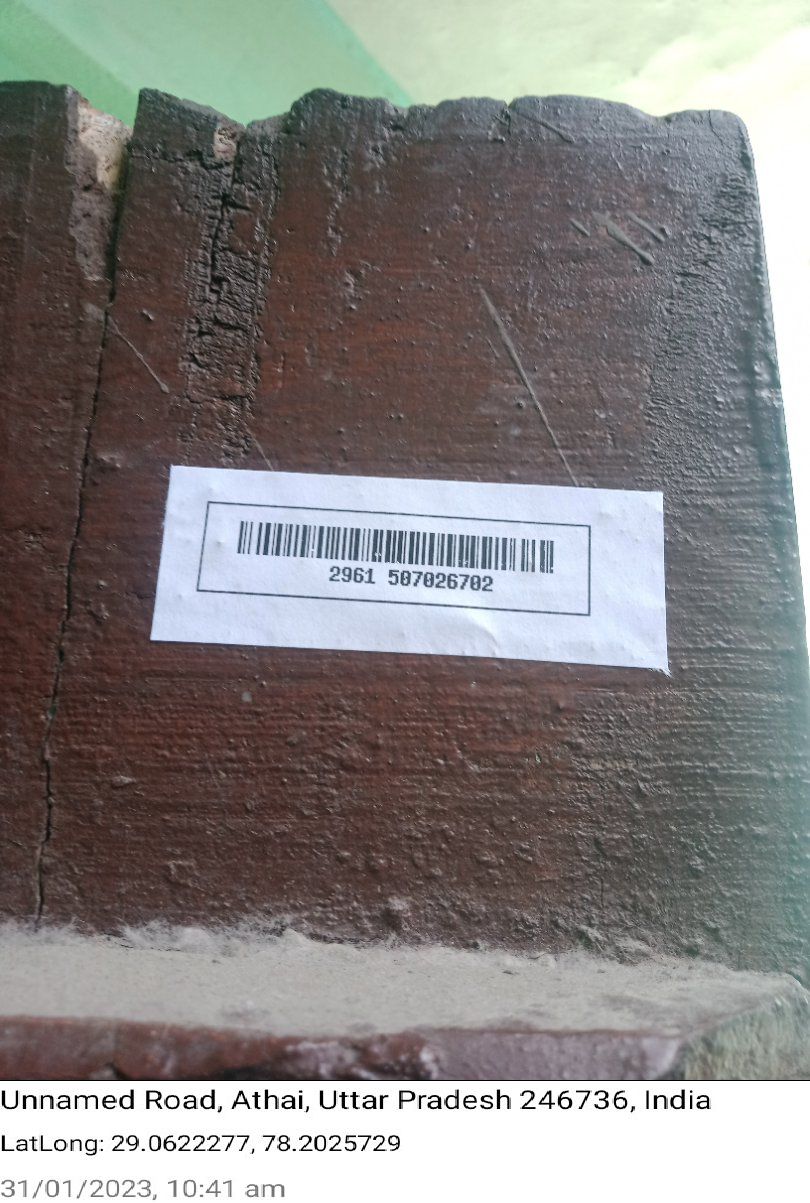 2961 507026702
Unnamed Road, Athai, Uttar Pradesh 246736, India
LatLong: 29.0622277, 78.2025729
31/01/2023, 10:41 am